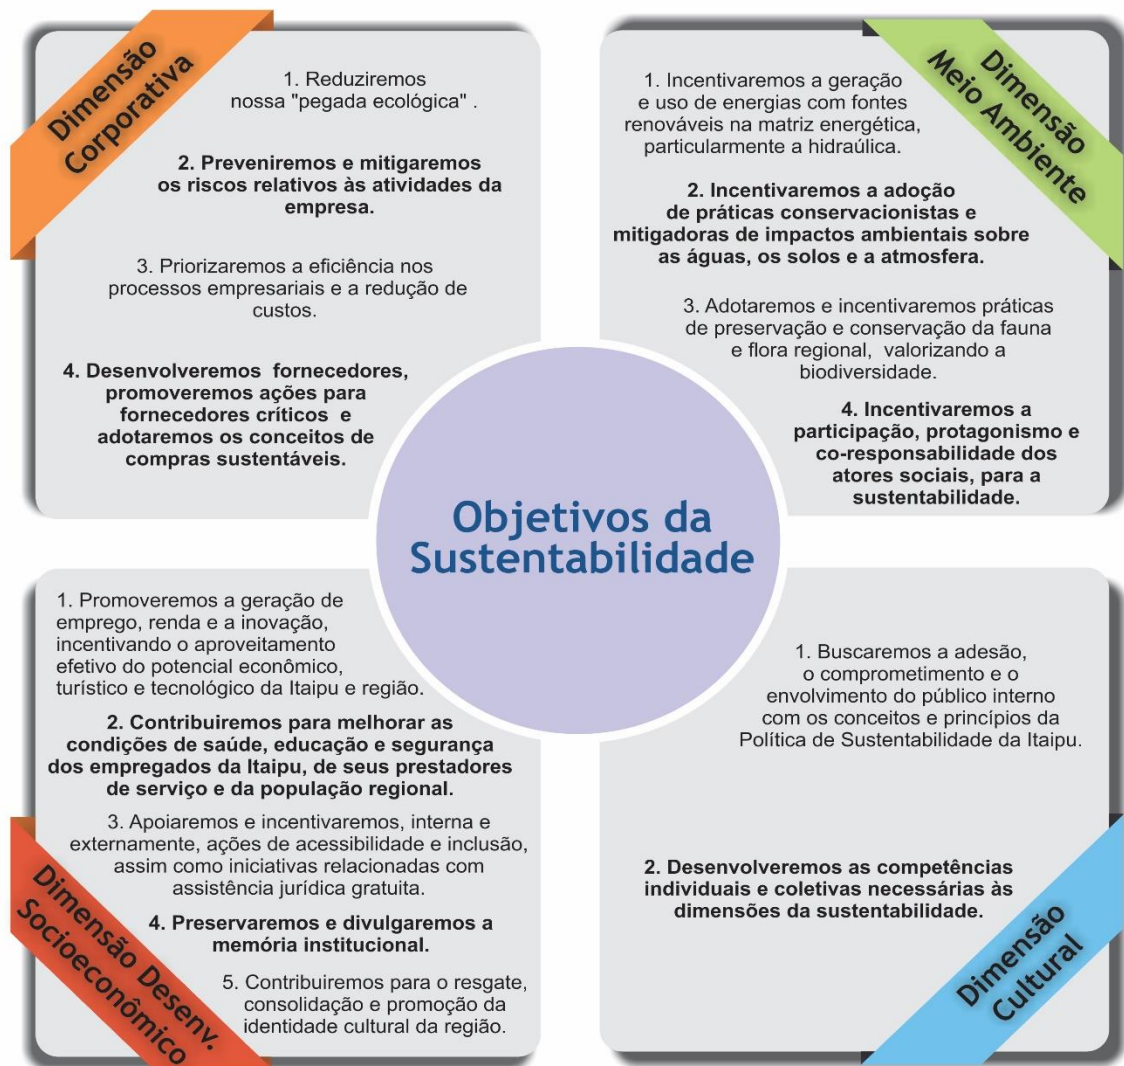 Dimensão
Corporativa
1. Reduziremos
nossa "pegada ecológica" .
2. Preveniremos e mitigaremos
os riscos relativos às atividades da
empresa.
3. Priorizaremos a eficiência nos
processos empresariais e a redução de
custos.
4. Desenvolveremos fornecedores,
promoveremos ações para
fornecedores críticos e
adotaremos os conceitos de
compras sustentáveis.
Dimensão
Meio Ambiente
1. Incentivaremos a geração
e uso de energias com fontes
renováveis na matriz energética,
particularmente a hidraúlica.
2. Incentivaremos a adoção
de práticas conservacionistas e
mitigadoras de impactos ambientais sobre
as águas, os solos e a atmosfera.
3. Adotaremos e incentivaremos práticas
de preservação e conservação da fauna
e flora regional, valorizando a
biodiversidade.
4. Incentivaremos a
participação, protagonismo e
co-responsabilidade dos
atores sociais, para a
sustentabilidade.
Objetivos da
Sustentabilidade
1. Promoveremos a geração de
emprego, renda e a inovação,
incentivando o aproveitamento
efetivo do potencial econômico,
turístico e tecnológico da Itaipu e região.
2. Contribuiremos para melhorar as
condições de saúde, educação e segurança
dos empregados da Itaipu, de seus prestadores
de serviço e da população regional.
3. Apoiaremos e incentivaremos, interna e
externamente, ações de acessibilidade e inclusão,
assim como iniciativas relacionadas com
assistência jurídica gratuita.
4. Preservaremos e divulgaremos a
memória institucional.
5. Contribuiremos para o resgate,
consolidação e promoção da
identidade cultural da região.
Dimensão Desenv.
Socioeconômico
1. Buscaremos a adesão,
o comprometimento e o
envolvimento do público interno
com os conceitos e princípios da
Política de Sustentabilidade da Itaipu.
2. Desenvolveremos as competências
individuais e coletivas necessárias às
dimensões da sustentabilidade.
Dimensão
Cultural